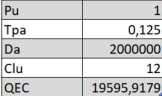 Pu 1
Tpa 0,125
Da 2000000
Clu 12
QEC 19595,9179